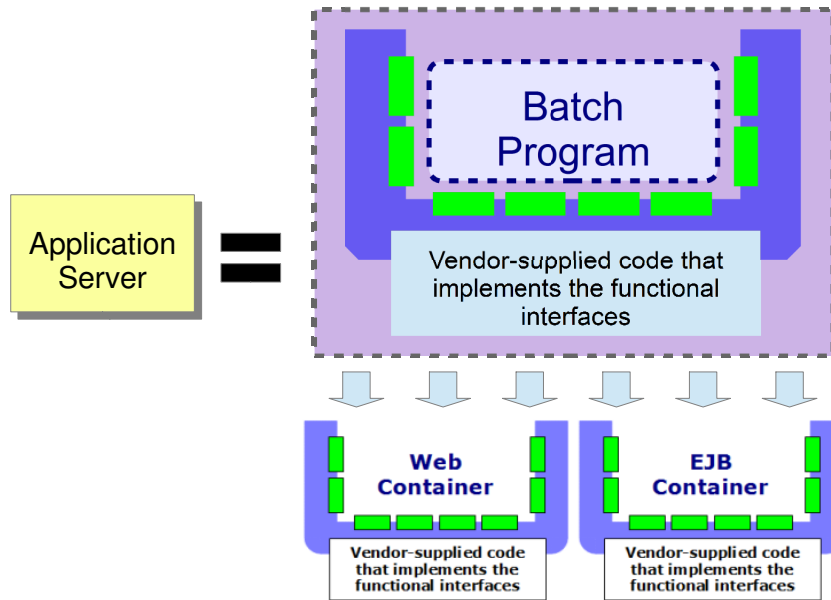 Batch
Program
Application
Server
=
Vendor-supplied code that
implements the functional
interfaces
Web
Container
EJB
Container
Vendor-supplied code
that implements the
functional interfaces
Vendor-supplied code
that implements the
functional interfaces